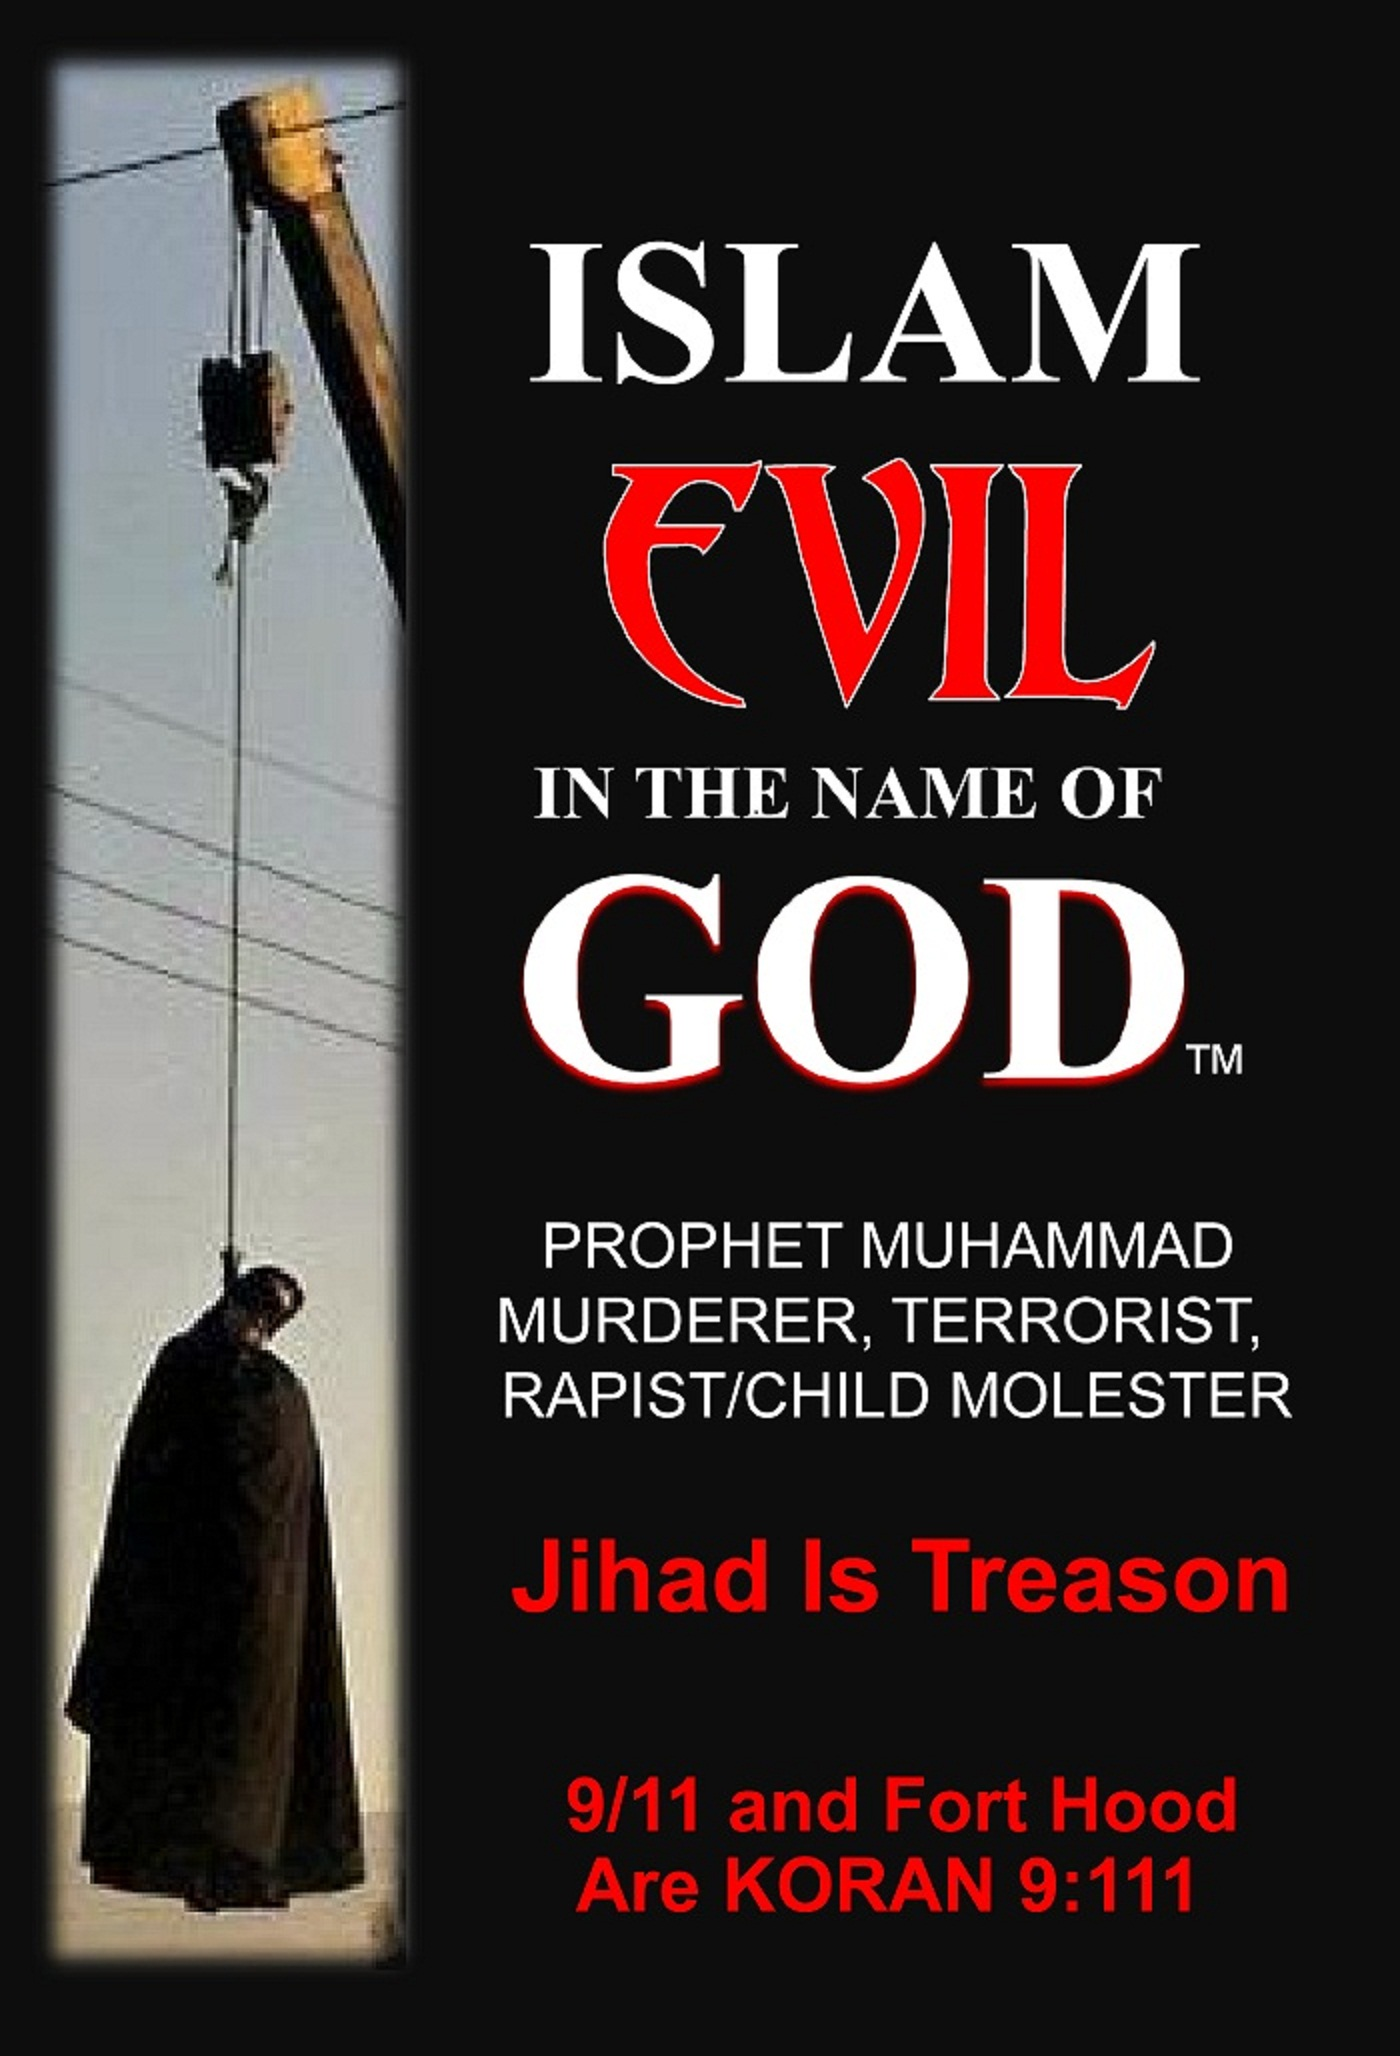 ISLAM
EVIL
IN THE NAME OF
GOD™
PROPHET MUHAMMAD
MURDERER, TERRORIST,
RAPIST/CHILD MOLESTER
Jihad Is Treason
9/11 and Fort Hood
Are KORAN 9:111